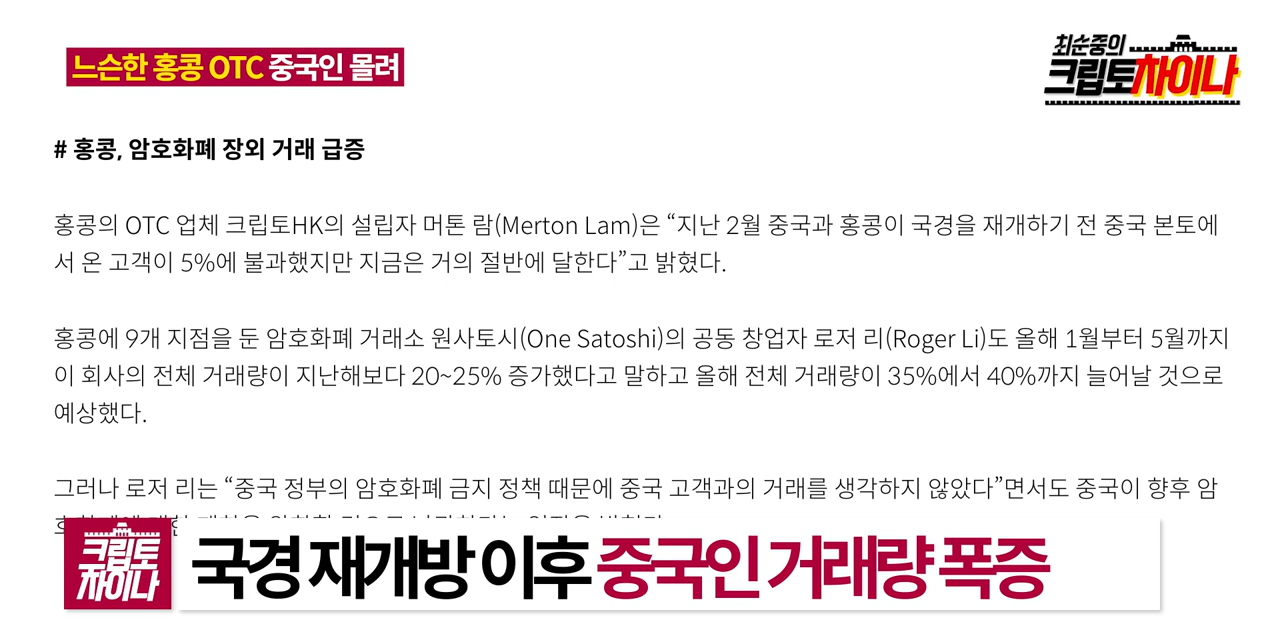 느슨한 홍콩 OTC 중국인 몰려
최순중의
크립토차이나
# 홍콩, 암호화폐 장외 거래 급증
홍콩의 OTC 업체 크립토HK의 설립자 머톤 람(Merton Lam)은 “지난 2월 중국과 홍콩이 국경을 재개하기 전 중국 본토에
서 온 고객이 5%에 불과했지만 지금은 거의 절반에 달한다”고 밝혔다.
홍콩에 9개 지점을 둔 암호화폐 거래소 원사토시(One Satoshi)의 공동 창업자 로저 리(Roger Li)도 올해 1월부터 5월까지
이 회사의 전체 거래량이 지난해보다 20~25% 증가했다고 말하고 올해 전체 거래량이 35%에서 40%까지 늘어날 것으로
예상했다.
그러나 로저 리는 “중국 정부의 암호화폐 금지 정책 때문에 중국 고객과의 거래를 생각하지 않았다”면서도 중국이 향후 암
크립토
차이나
국경 재개방 이후 중국인 거래량 폭증